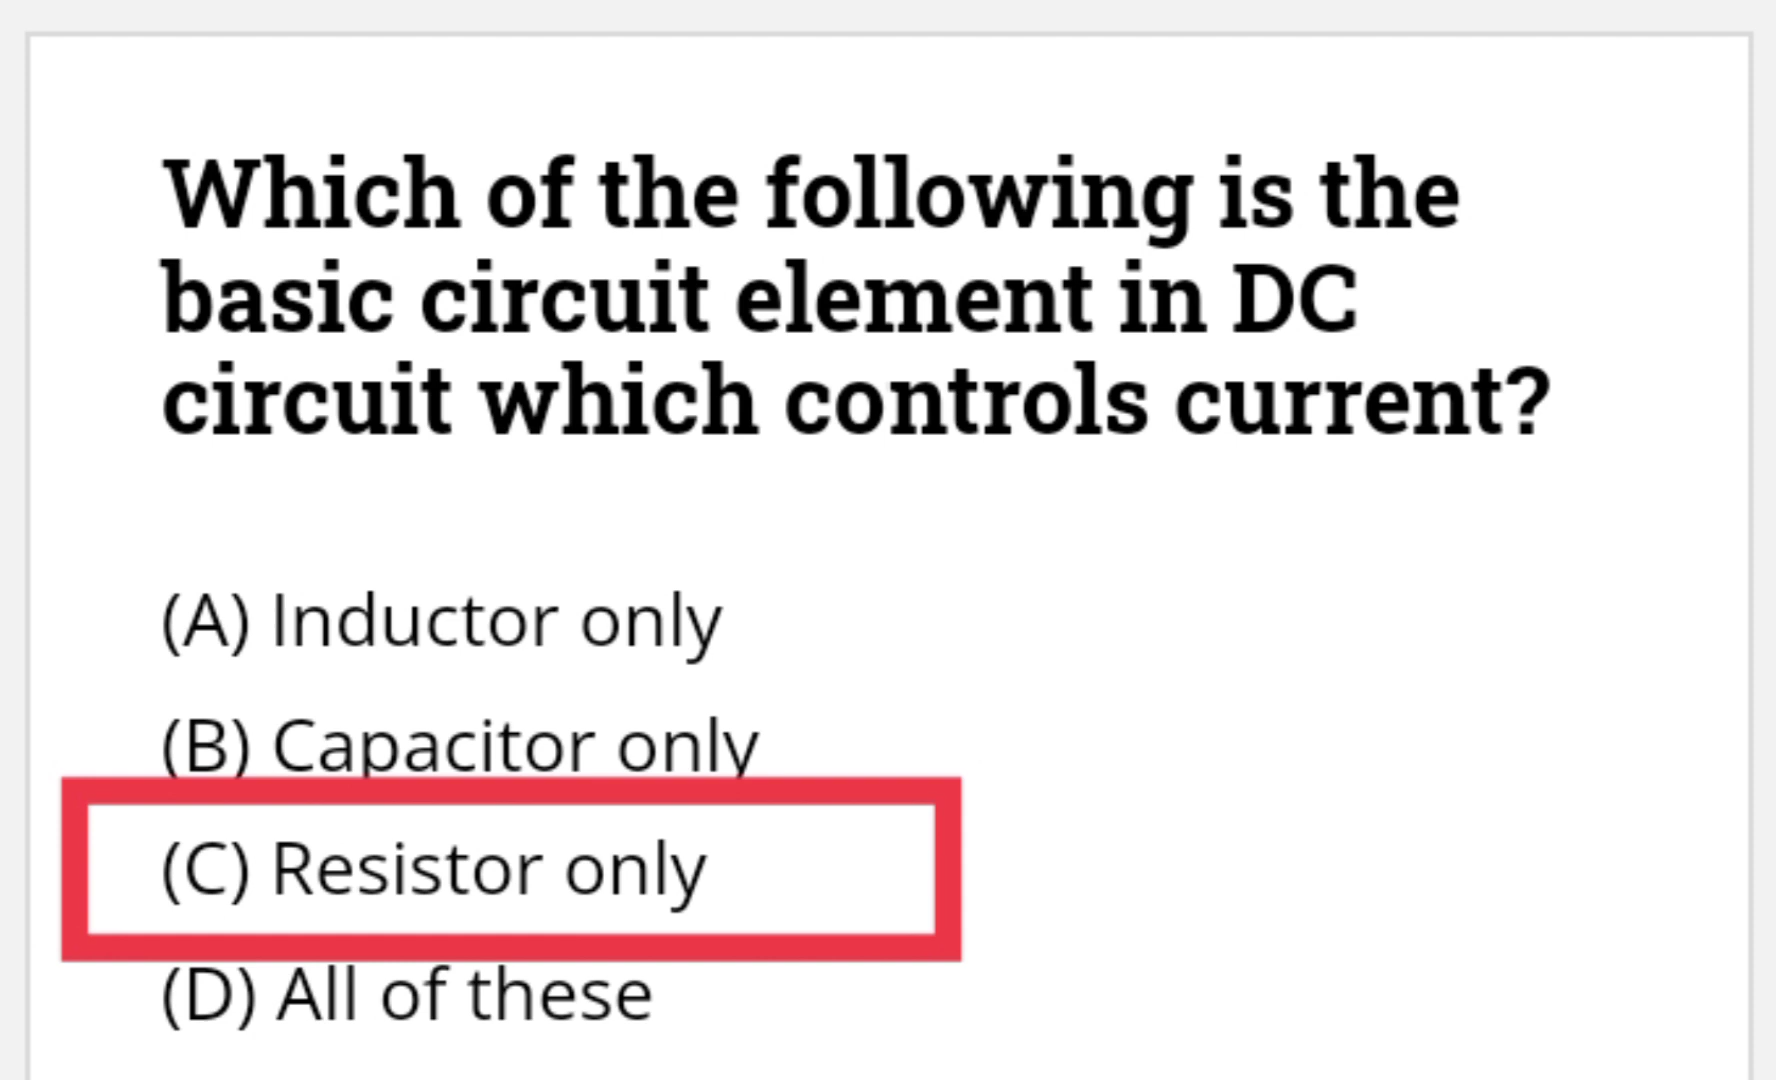 Which of the following is the
basic circuit element in DC
circuit which controls current?
(A) Inductor only
(B) Capacitor only
(C) Resistor only
(D) All of these